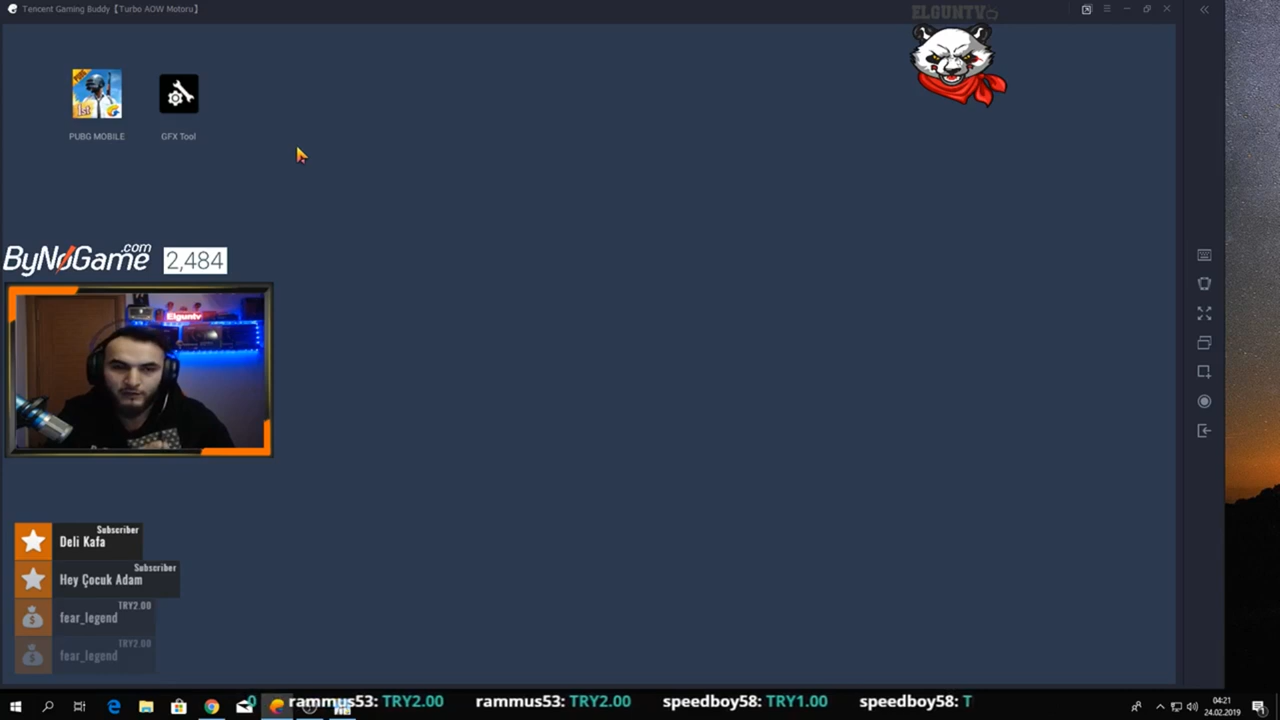 Tencent Gaming Buddy【Turbo AOW Motoru】
ELGUNTV
PUBG MOBILE
GFX Tool
ByNoGame.com
2,484
Elguntv
Subscriber
Deli Kafa
Subscriber
Hey Çocuk Adam
TRY2.00
fear_legend
TRY2.00
fear_legend
0 rammus53: TRY2.00 rammus53: TRY2.00 speedboy58: TRY1.00 speedboy58: T
04:21
24.02.2019